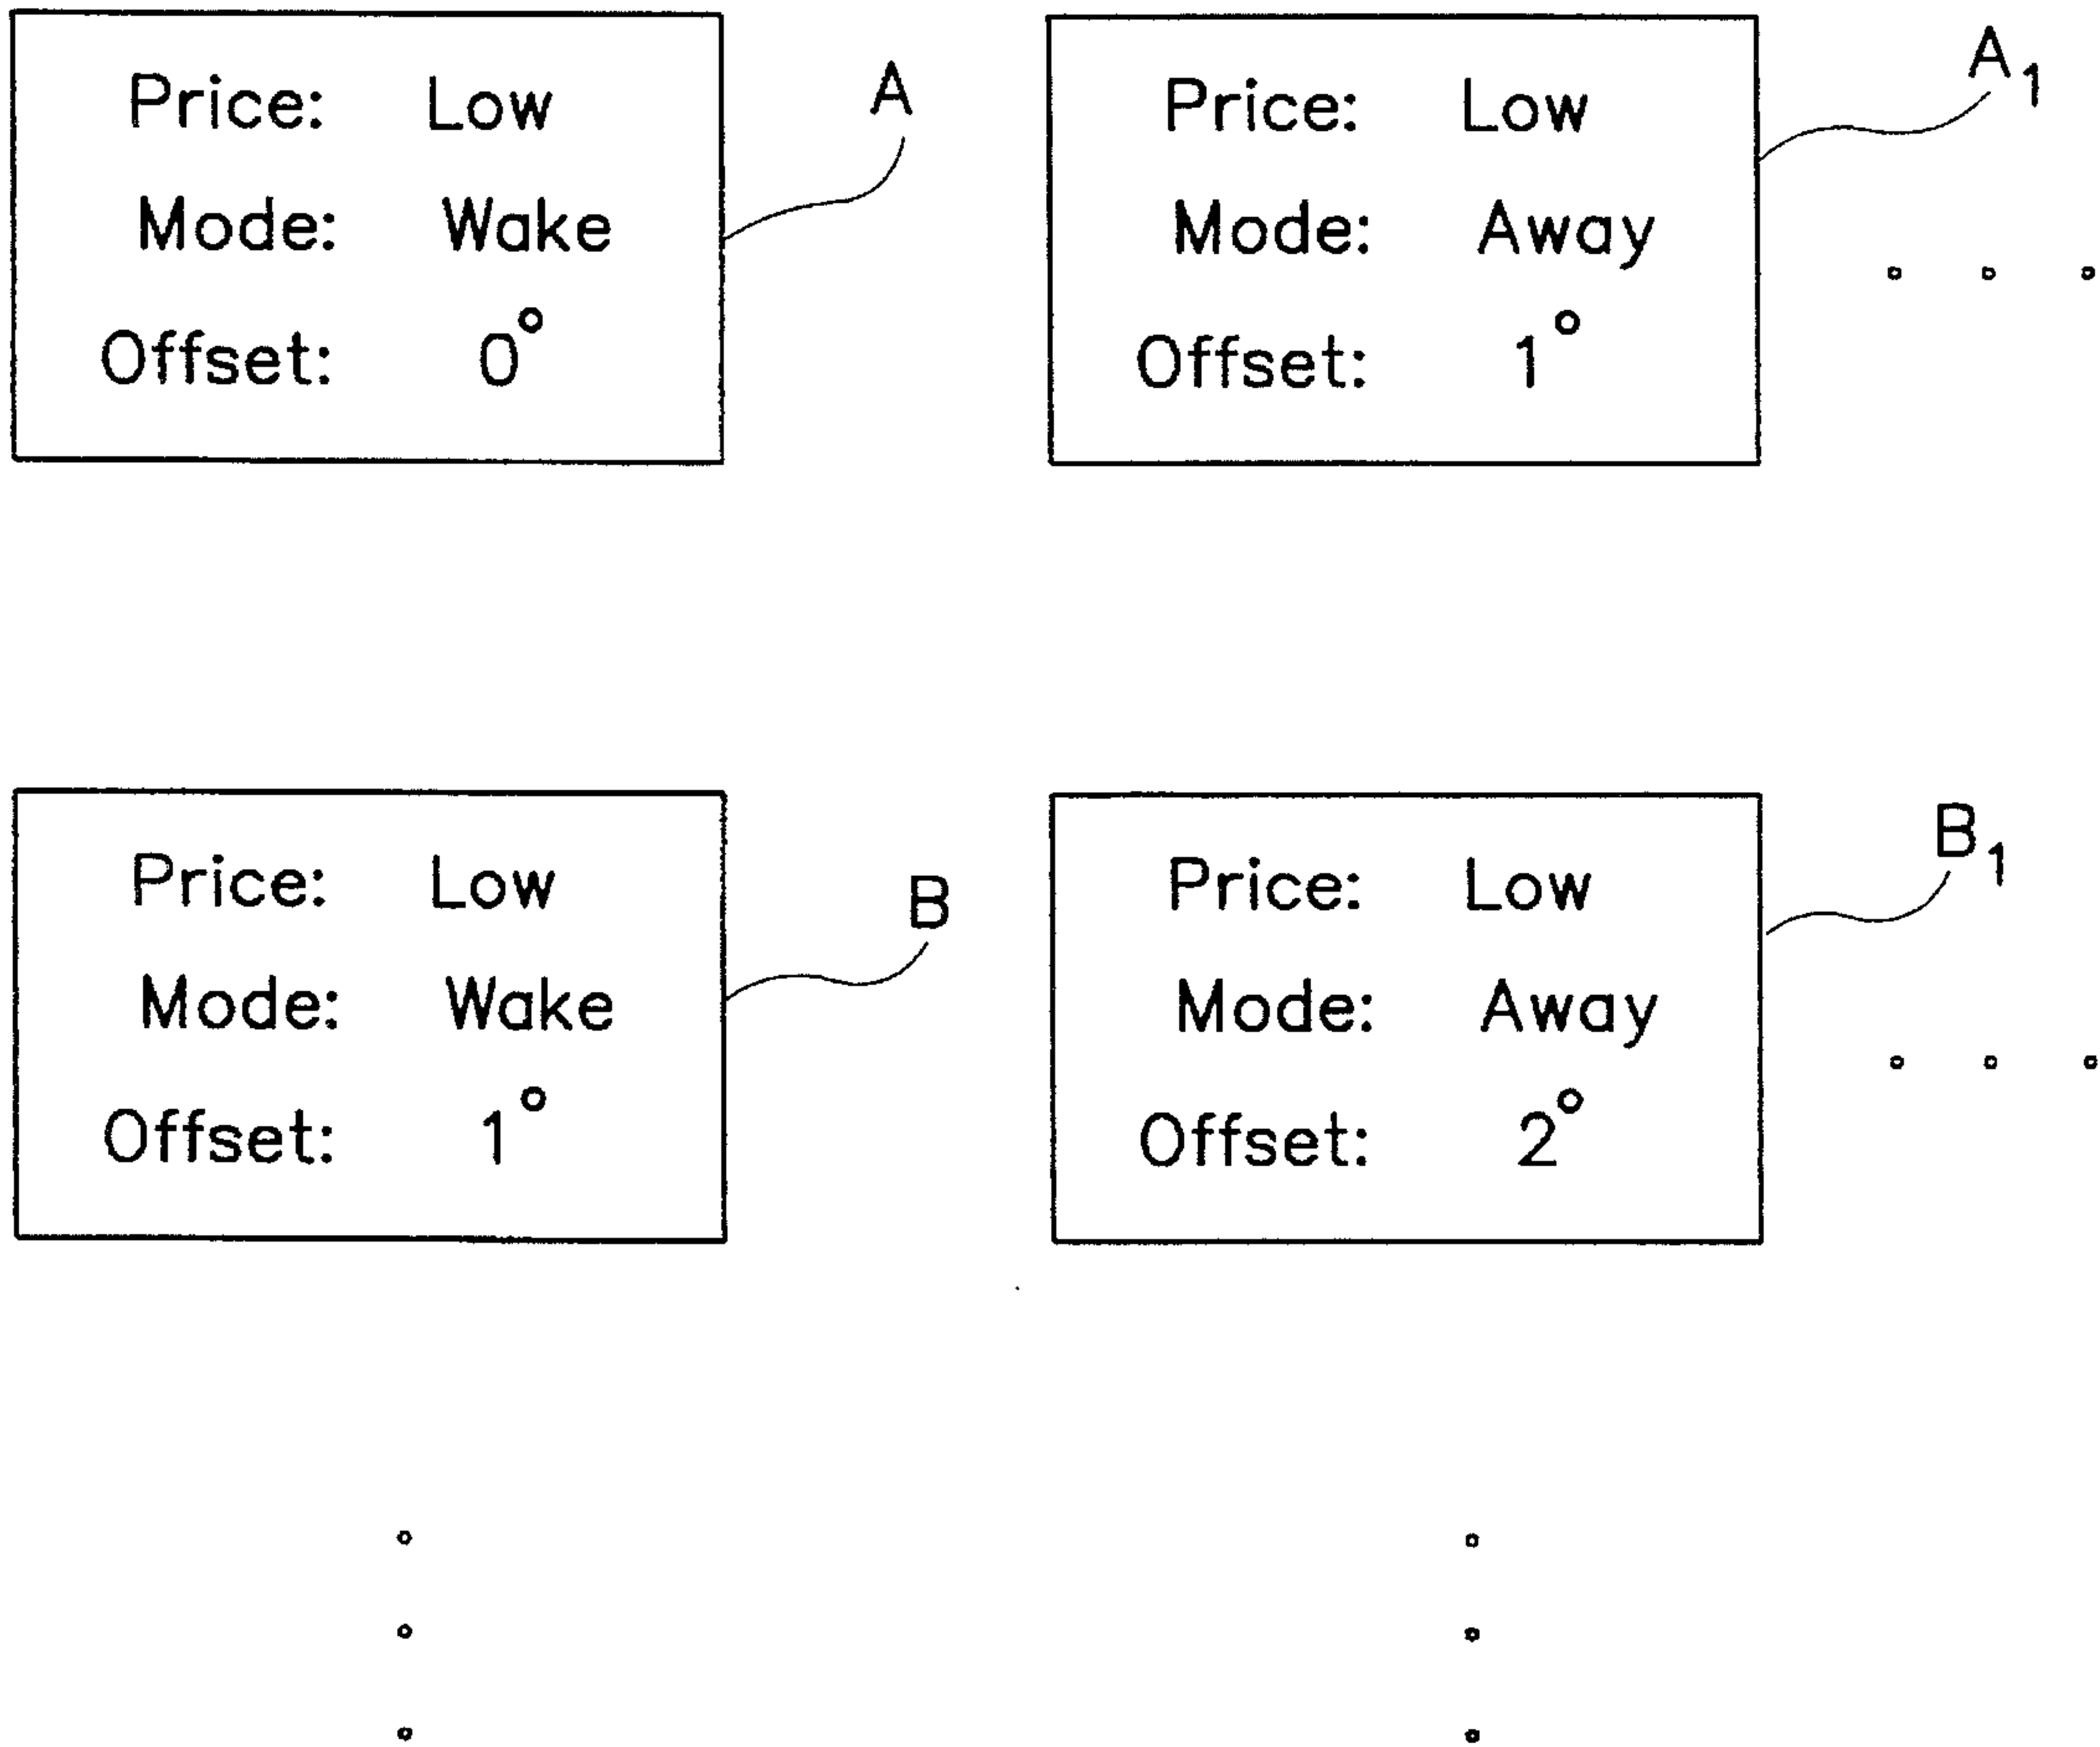 Price: Low
Mode: Wake
Offset: 0°
A
Price: Low
Mode: Away
Offset: 1°
A₁
Price: Low
Mode: Wake
Offset: 1°
B
Price: Low
Mode: Away
Offset: 2°
B₁